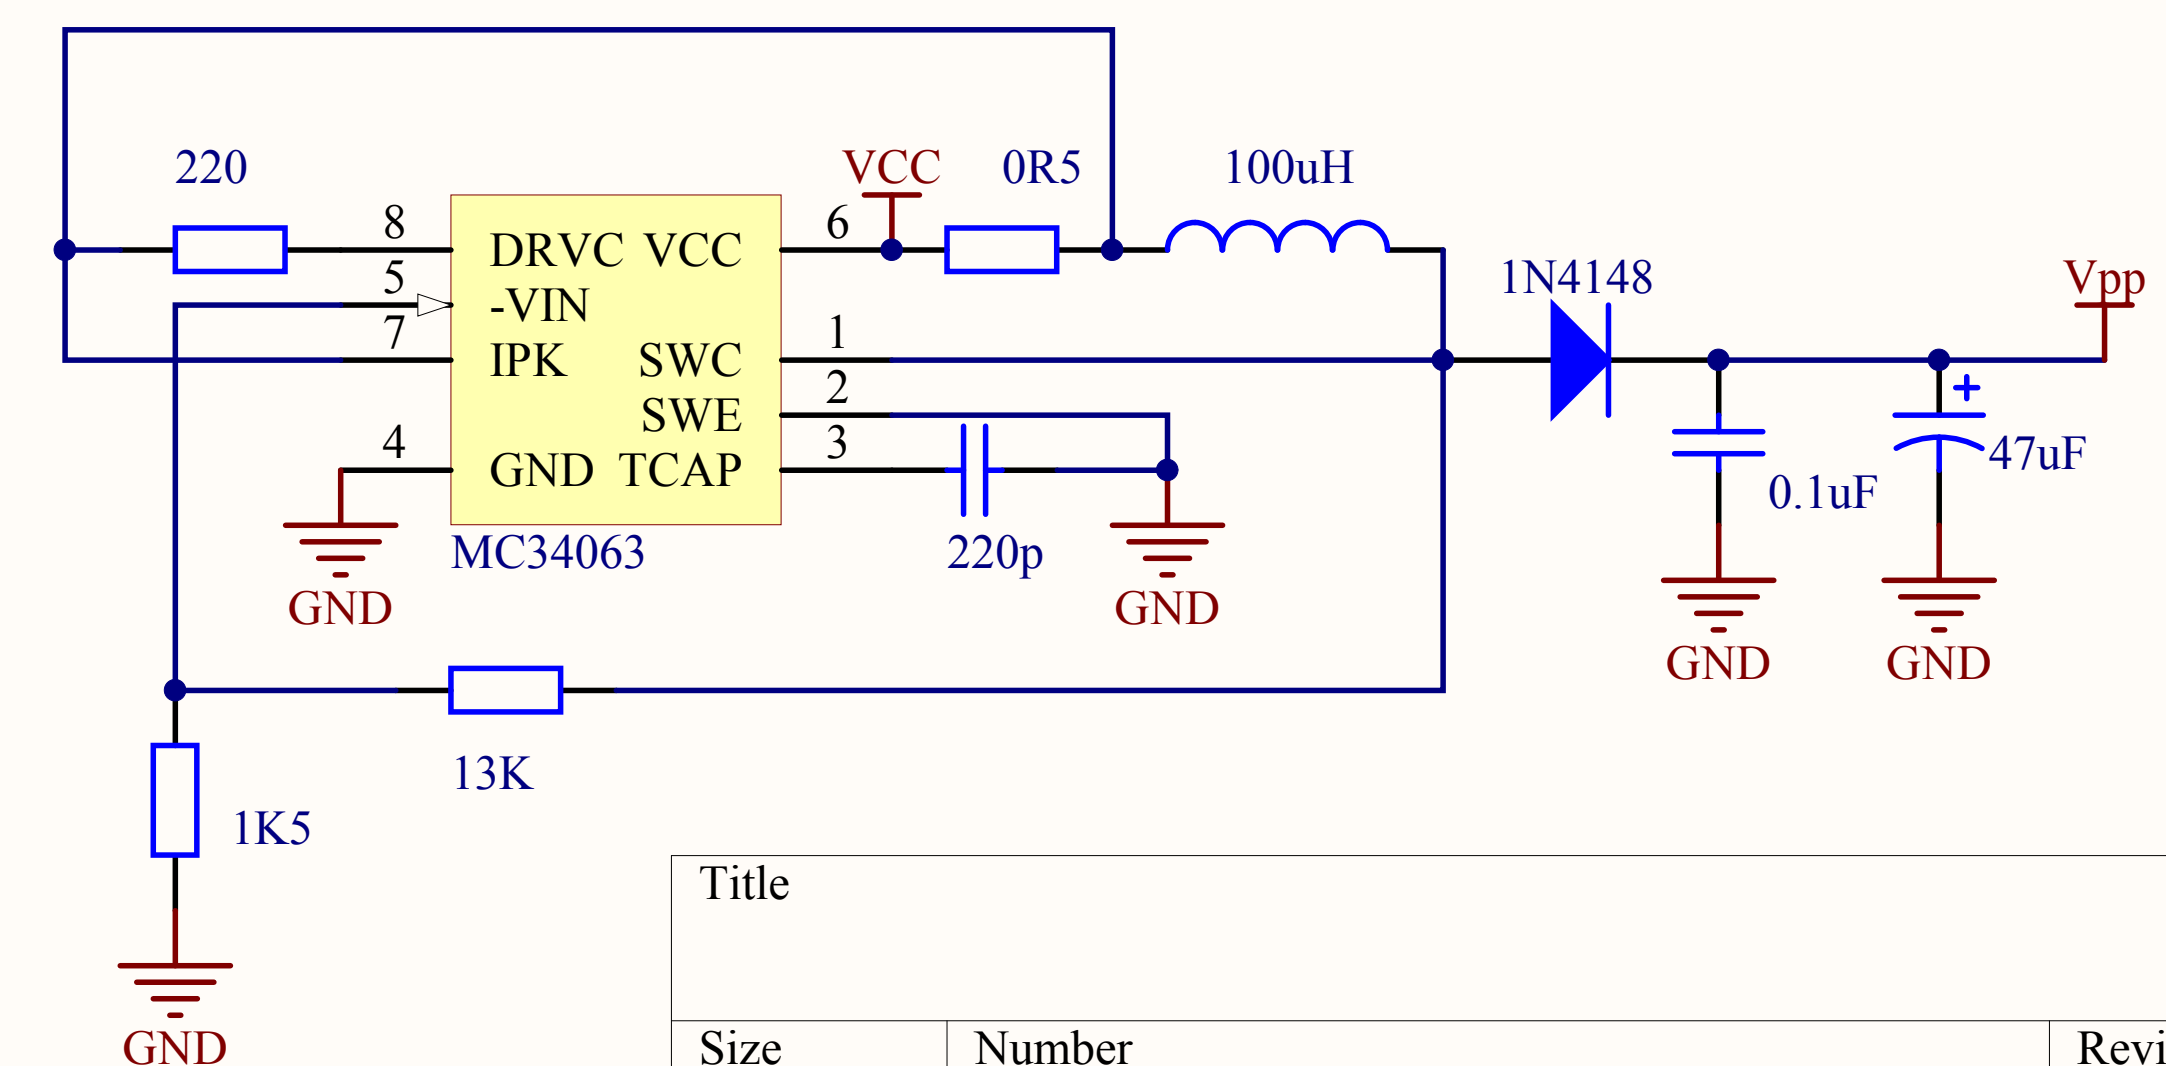 220
VCC
0R5
100uH
8
DRVC
VCC
6
1N4148
5
-VIN
Vpp
7
IPK
SWC
1
SWE
2
47uF
4
GND
TCAP
3
0.1uF
MC34063
220p
GND
GND
GND
GND
13K
1K5
Title
GND
Size
Number
Revi